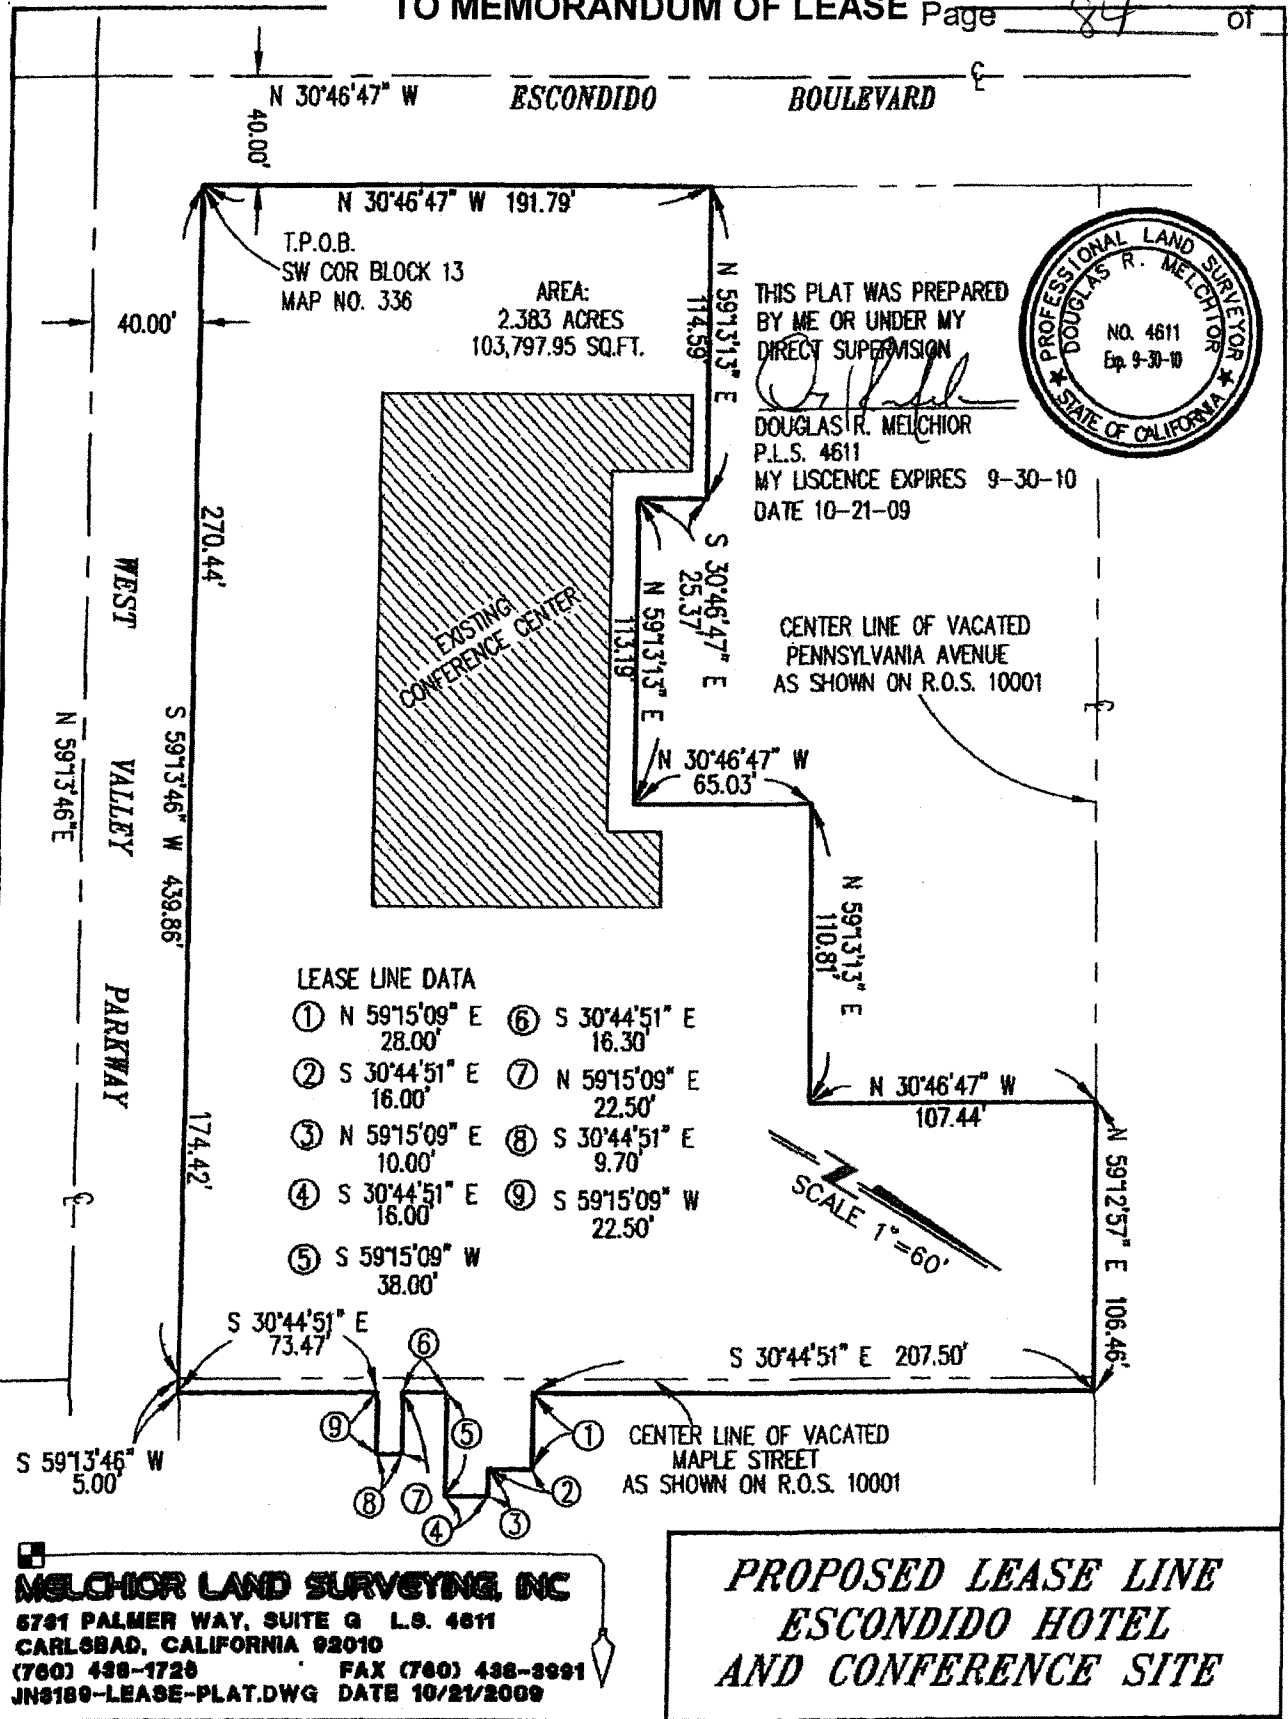 TO MEMORANDUM OF LEASE Page 84 of
N 30°46'47" W
ESCONDIDO BOULEVARD
40.00'
N 30°46'47" W 191.79'
T.P.O.B.
SW COR BLOCK 13
MAP NO. 336
AREA:
2.383 ACRES
103,797.95 SQ.FT.
40.00'
N 59°13'13" E
114.59'
THIS PLAT WAS PREPARED
BY ME OR UNDER MY
DIRECT SUPERVISION
DOUGLAS R. MELCHIOR
P.L.S. 4611
MY LISCENCE EXPIRES 9-30-10
DATE 10-21-09
PROFESSIONAL LAND SURVEYOR
DOUGLAS R. MELCHIOR
NO. 4611
Exp. 9-30-10
STATE OF CALIFORNIA
270.44'
WEST VALLEY PARKWAY
N 59°13'46"E
S 59°13'46" W 439.86'
174.42'
EXISTING
CONFERENCE CENTER
S 30°46'47" E
25.37'
N 59°13'13" E
113.19'
CENTER LINE OF VACATED
PENNSYLVANIA AVENUE
AS SHOWN ON R.O.S. 10001
N 30°46'47" W
65.03'
N 59°13'13" E
110.81'
LEASE LINE DATA
1 N 59°15'09" E
28.00'
2 S 30°44'51" E
16.00'
3 N 59°15'09" E
10.00'
4 S 30°44'51" E
16.00'
5 S 59°15'09" W
38.00'
6 S 30°44'51" E
16.30'
7 N 59°15'09" E
22.50'
8 S 30°44'51" E
9.70'
9 S 59°15'09" W
22.50'
N 30°46'47" W
107.44'
N 59°12'57" E 106.46'
SCALE 1"=60'
S 30°44'51" E
73.47'
S 30°44'51" E 207.50'
6
9
5
1
8
7
4
3
2
CENTER LINE OF VACATED
MAPLE STREET
AS SHOWN ON R.O.S. 10001
S 59°13'46" W
5.00'
MELCHIOR LAND SURVEYING, INC
5731 PALMER WAY, SUITE G L.S. 4611
CARLSBAD, CALIFORNIA 92010
(760) 438-1726 FAX (760) 438-3991
JN3189-LEASE-PLAT.DWG DATE 10/21/2009
PROPOSED LEASE LINE
ESCONDIDO HOTEL
AND CONFERENCE SITE